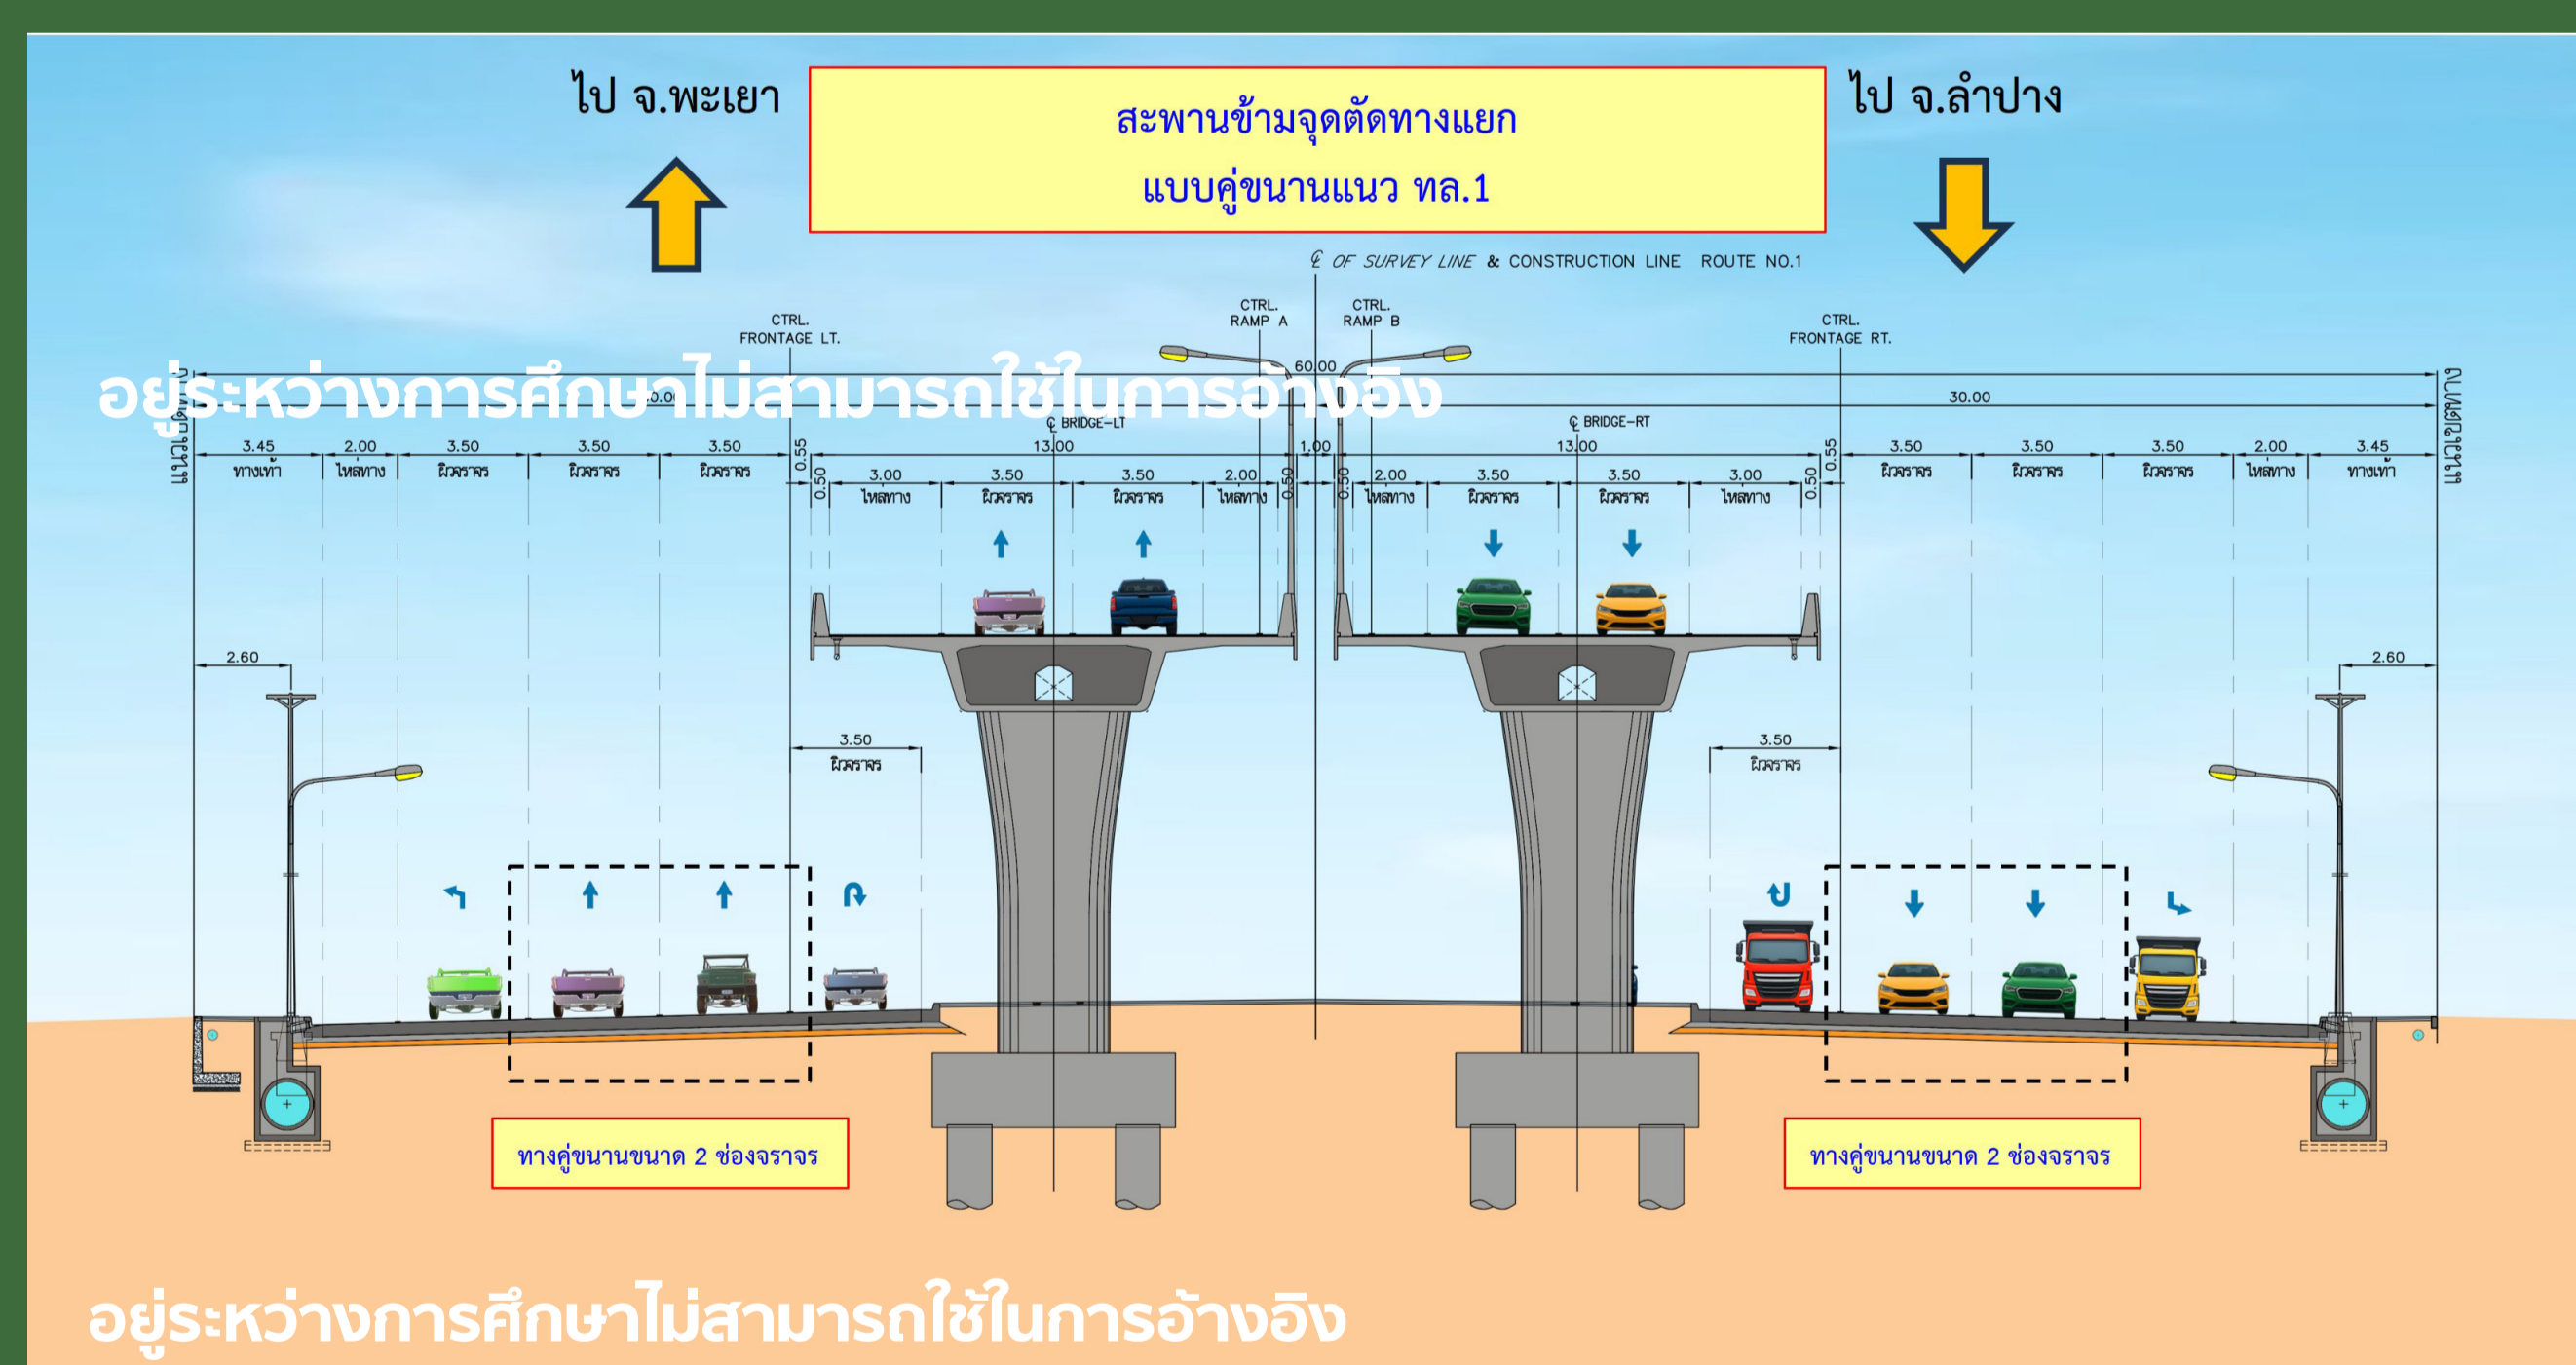 ไป จ.พะเยา
สะพานข้ามจุดตัดทางแยก
แบบคู่ขนานแนว ทล.1
ไป จ.ลำปาง
℄ OF SURVEY LINE & CONSTRUCTION LINE ROUTE NO.1
CTRL.
FRONTAGE LT.
CTRL.
RAMP A
CTRL.
RAMP B
CTRL.
FRONTAGE RT.
อยู่ระหว่างการศึกษาไม่สามารถใช้ในการอ้างอิง
60.00
30.00
℄ BRIDGE-LT
℄ BRIDGE-RT
3.45 2.00 3.50 3.50 3.50 0.55 13.00 1.00 13.00 0.55 3.50 3.50 3.50 2.00 3.45
ทางเท้า ไหล่ทาง ผิวจราจร ผิวจราจร ผิวจราจร ผิวจราจร ผิวจราจร ผิวจราจร ไหล่ทาง ทางเท้า
0.50 3.00 3.50 3.50 2.00 0.50 0.50 2.00 3.50 3.50 3.00 0.50
ไหล่ทาง ผิวจราจร ผิวจราจร ไหล่ทาง ไหล่ทาง ผิวจราจร ผิวจราจร ไหล่ทาง
2.60
2.60
3.50
ผิวจราจร
3.50
ผิวจราจร
ทางคู่ขนานขนาด 2 ช่องจราจร
ทางคู่ขนานขนาด 2 ช่องจราจร
อยู่ระหว่างการศึกษาไม่สามารถใช้ในการอ้างอิง